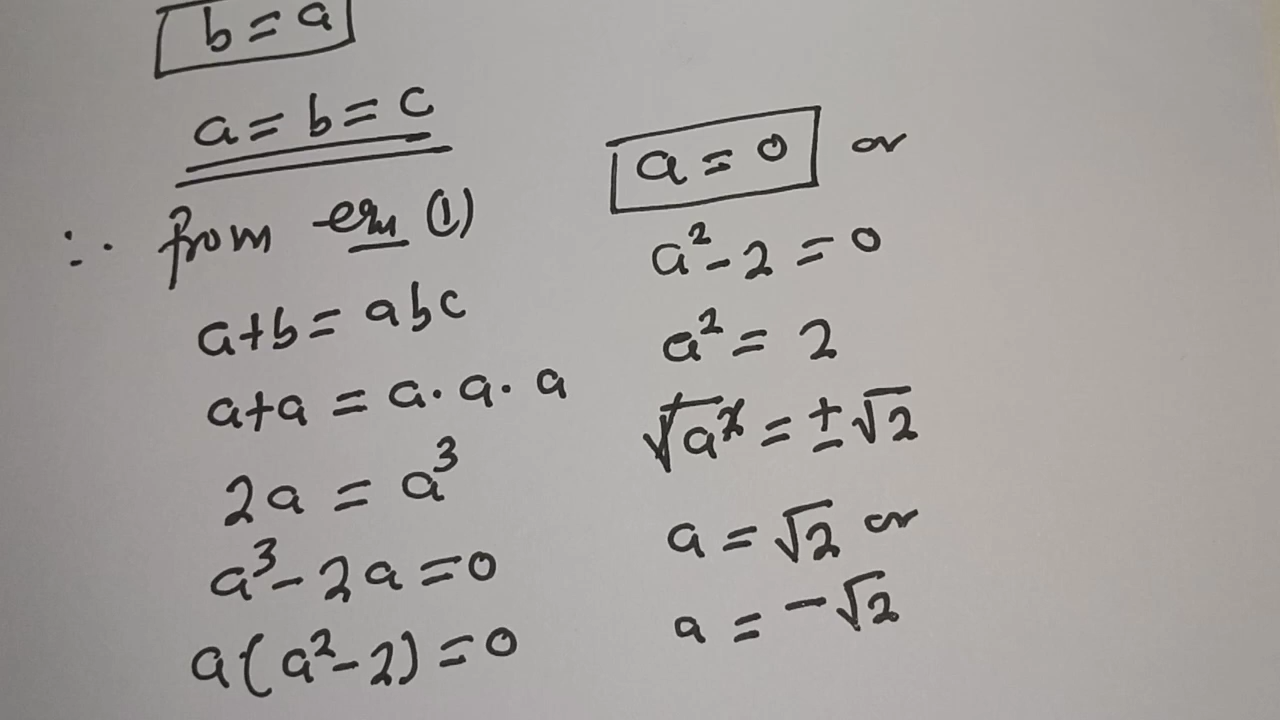 b = a
a = b = c
∴ from eqn (1)
a+b = abc
a+a = a·a·a
2a = a³
a³-2a=0
a(a²-2)=0
a = 0 or
a²-2=0
a² = 2
√a² = ±√2
a = √2 or
a = -√2